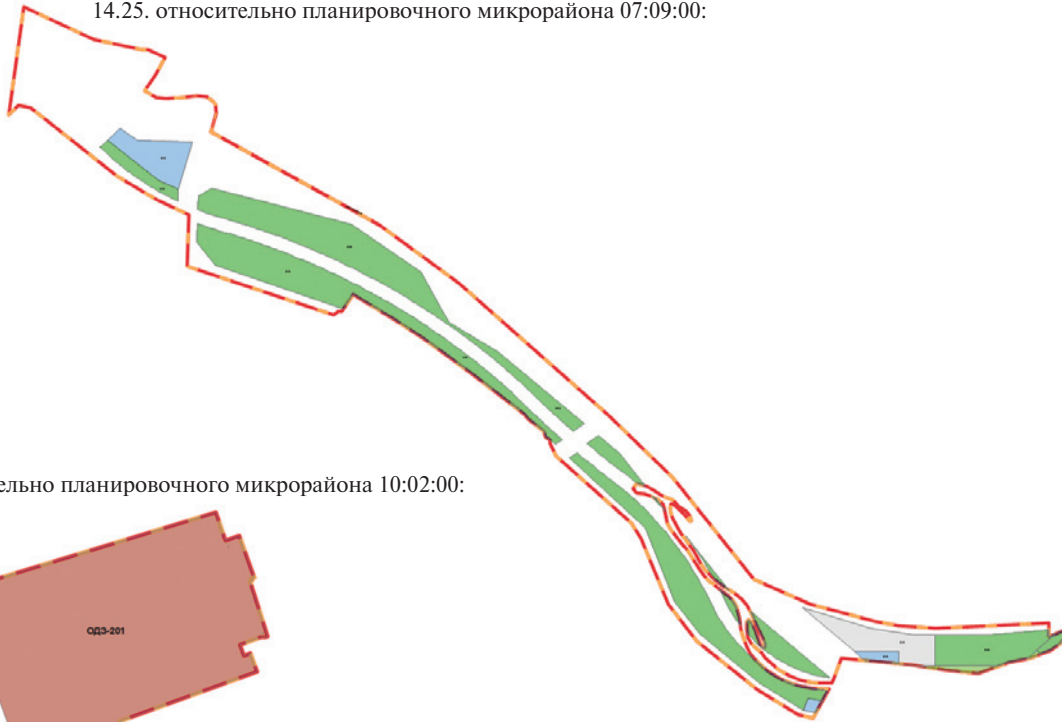 14.25. относительно планировочного микрорайона 07:09:00:
ельно планировочного микрорайона 10:02:00:
ОДЗ-201